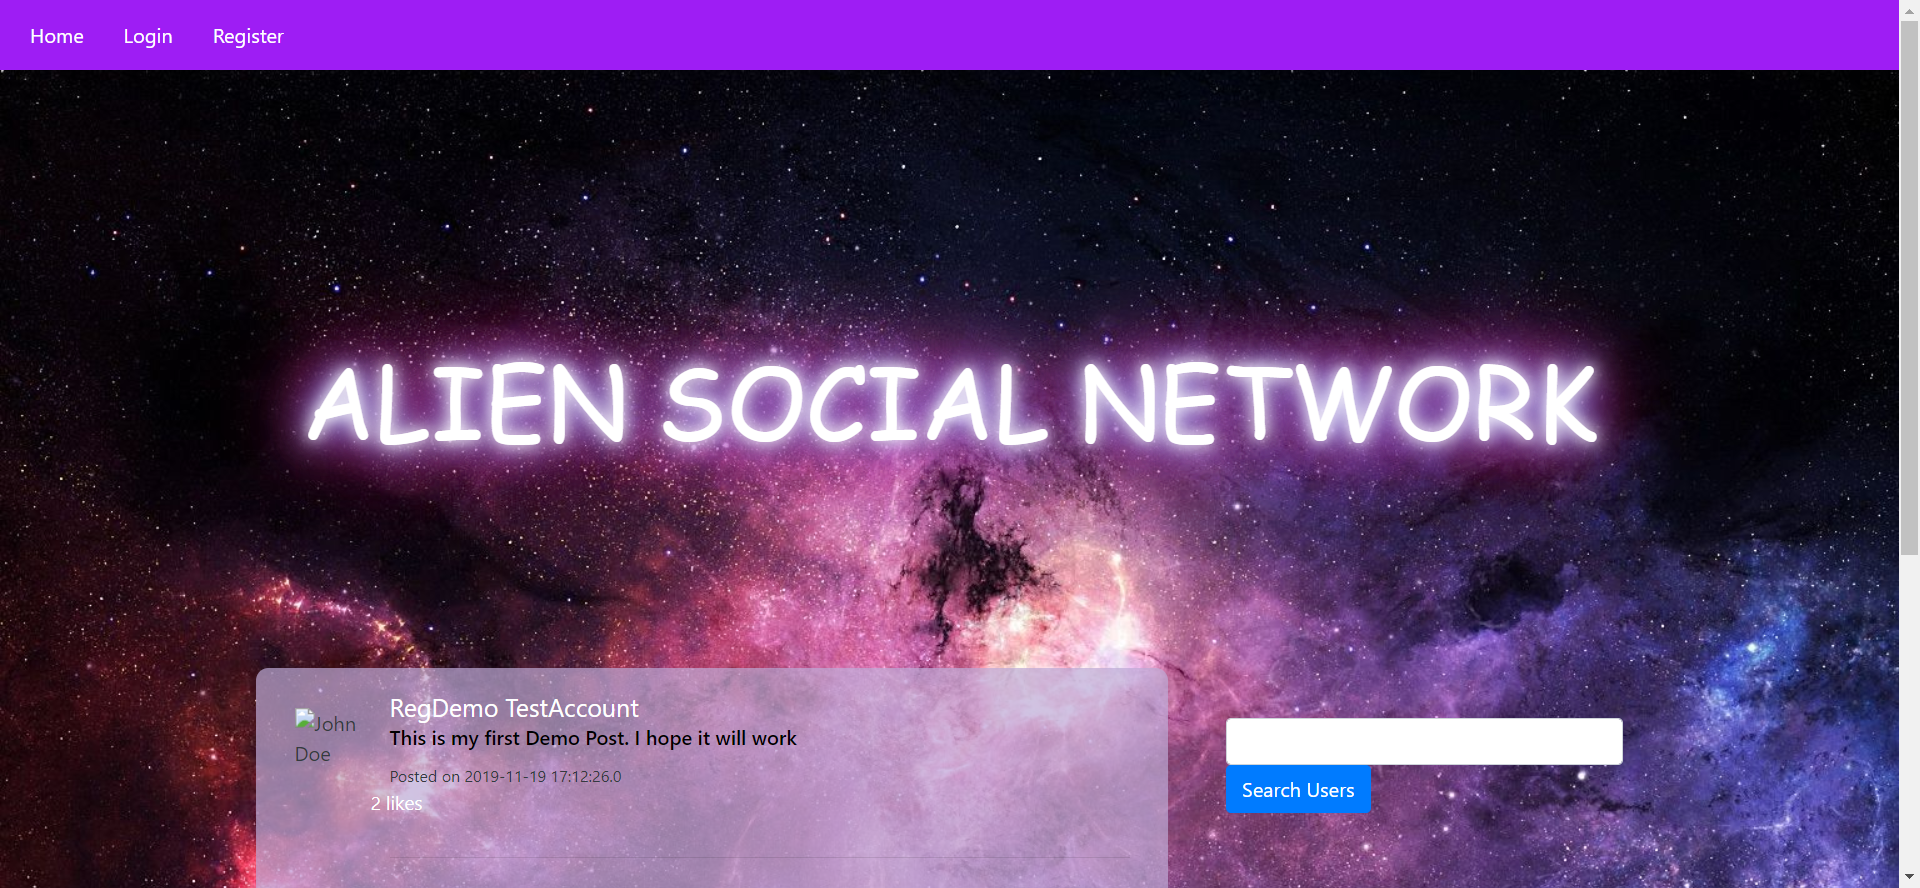 Home Login Register
ALIEN SOCIAL NETWORK
John
Doe
RegDemo TestAccount
This is my first Demo Post. I hope it will work
Posted on 2019-11-19 17:12:26.0
2 likes
Search Users